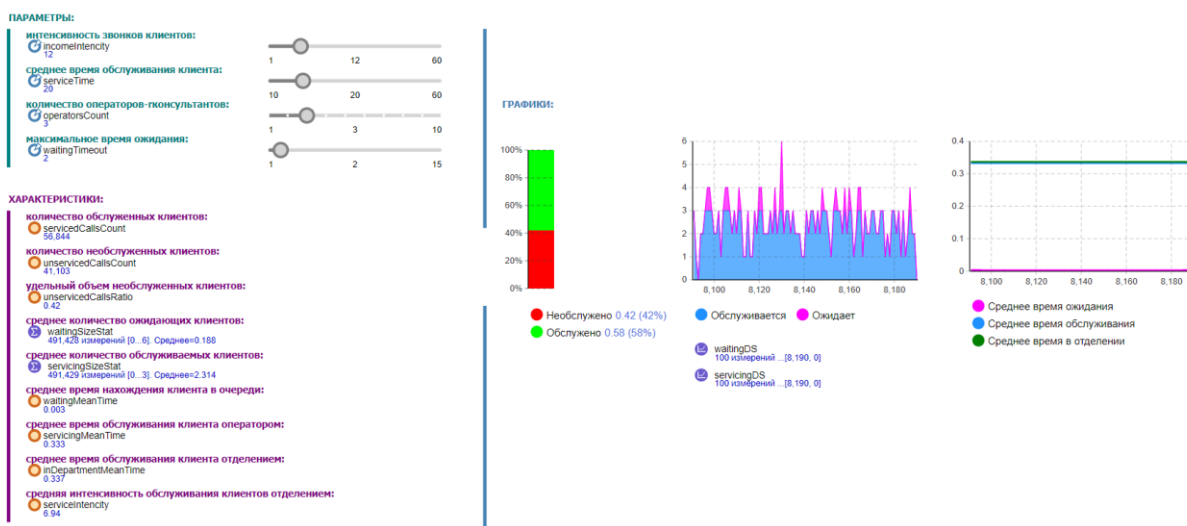 ПАРАМЕТРЫ:
интенсивность звонков клиентов:
incomeIntencity
12
1 12 60
среднее время обслуживания клиента:
serviceTime
20
10 20 60
количество операторов-гконсультантов:
operatorsCount
3
1 3 10
максимальное время ожидания:
waitingTimeout
2
1 2 15
ХАРАКТЕРИСТИКИ:
количество обслуженных клиентов:
servicedCallsCount
56,844
количество необслуженных клиентов:
unservicedCallsCount
41,103
удельный объем необслуженных клиентов:
unservicedCallsRatio
0.42
среднее количество ожидающих клиентов:
waitingSizeStat
491,428 измерений [0...6]. Среднее=0.188
среднее количество обслуживаемых клиентов:
servicingSizeStat
491,429 измерений [0...3]. Среднее=2.314
среднее время нахождения клиента в очереди:
waitingMeanTime
0.003
среднее время обслуживания клиента оператором:
servicingMeanTime
0.333
среднее время обслуживания клиента отделением:
inDepartmentMeanTime
0.337
средняя интенсивность обслуживания клиентов отделением:
serviceIntencity
6.94
ГРАФИКИ:
100%
80%
60%
40%
20%
0%
Необслужено 0.42 (42%)
Обслужено 0.58 (58%)
6
5
4
3
2
1
0
8,100 8,120 8,140 8,160 8,180
Обслуживается Ожидает
waitingDS
100 измерений ...[8,190, 0]
servicingDS
100 измерений ...[8,190, 0]
0.4
0.3
0.2
0.1
0
8,100 8,120 8,140 8,160 8,180
Среднее время ожидания
Среднее время обслуживания
Среднее время в отделении